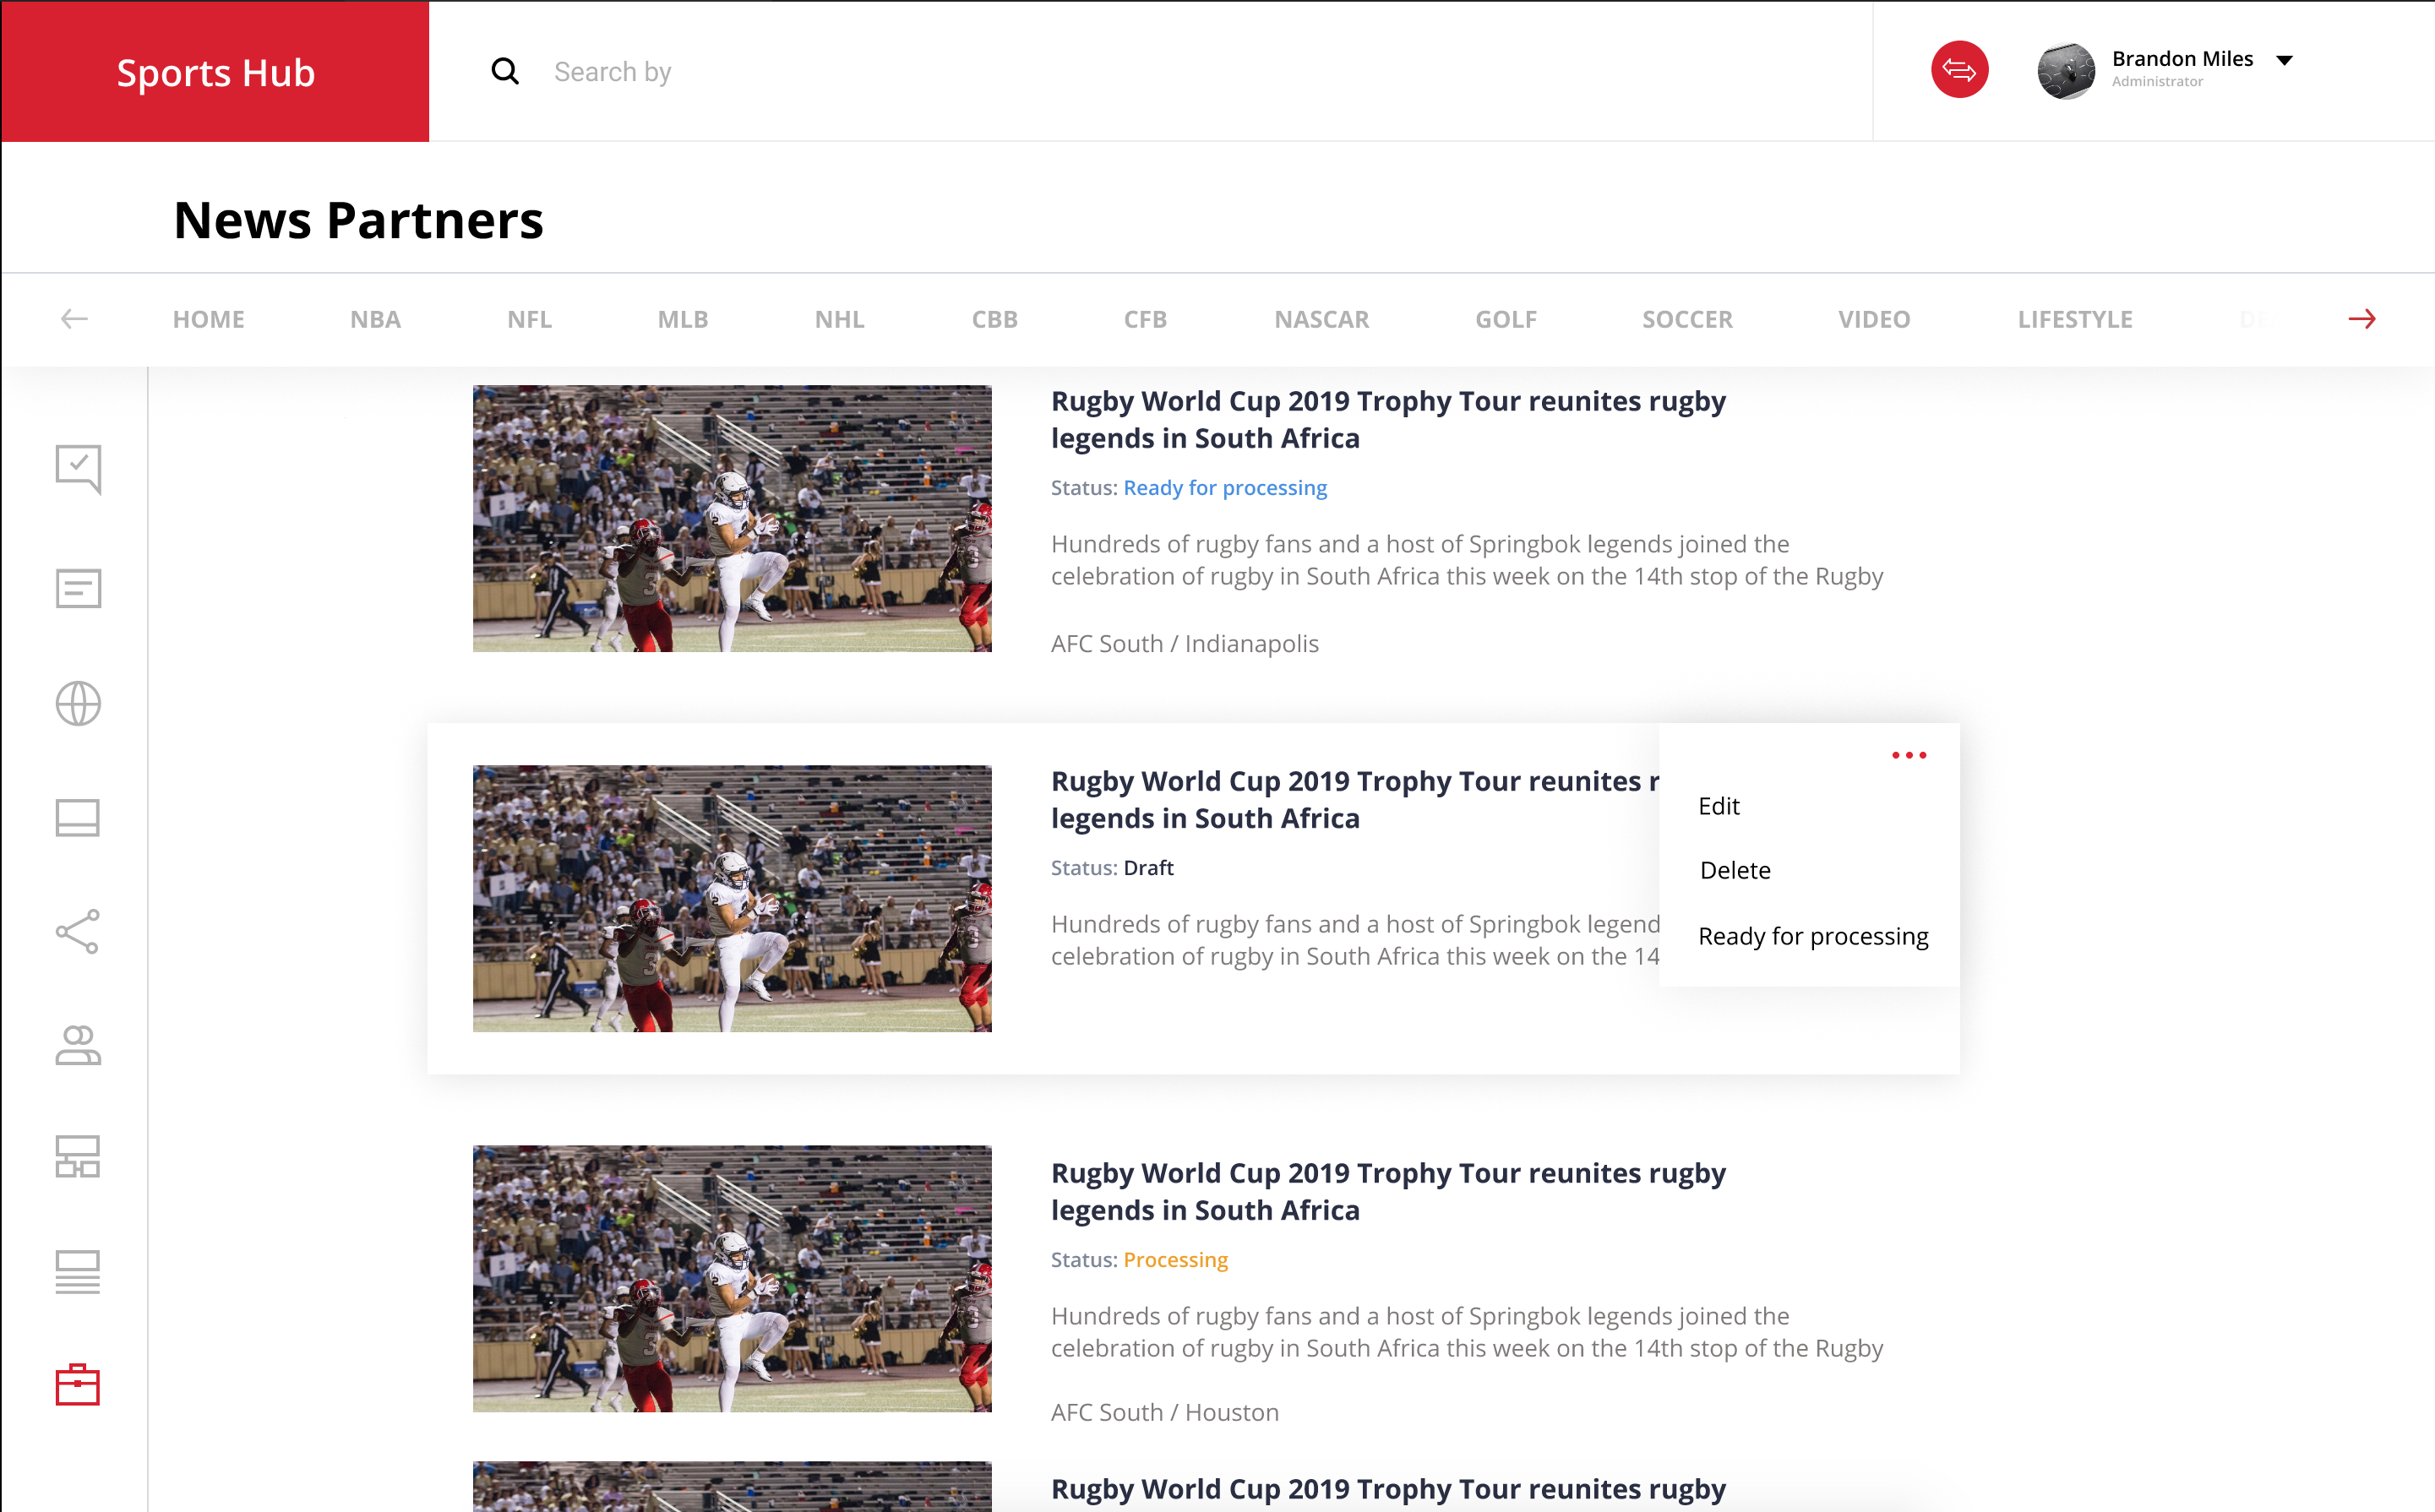 Sports Hub
Search by
Brandon Miles
Administrator
News Partners
HOME NBA NFL MLB NHL CBB CFB NASCAR GOLF SOCCER VIDEO LIFESTYLE
Rugby World Cup 2019 Trophy Tour reunites rugby
legends in South Africa
Status: Ready for processing
Hundreds of rugby fans and a host of Springbok legends joined the
celebration of rugby in South Africa this week on the 14th stop of the Rugby
AFC South / Indianapolis
Rugby World Cup 2019 Trophy Tour reunites r
legends in South Africa
Status: Draft
Hundreds of rugby fans and a host of Springbok legend
celebration of rugby in South Africa this week on the 14
Edit
Delete
Ready for processing
Rugby World Cup 2019 Trophy Tour reunites rugby
legends in South Africa
Status: Processing
Hundreds of rugby fans and a host of Springbok legends joined the
celebration of rugby in South Africa this week on the 14th stop of the Rugby
AFC South / Houston
Rugby World Cup 2019 Trophy Tour reunites rugby